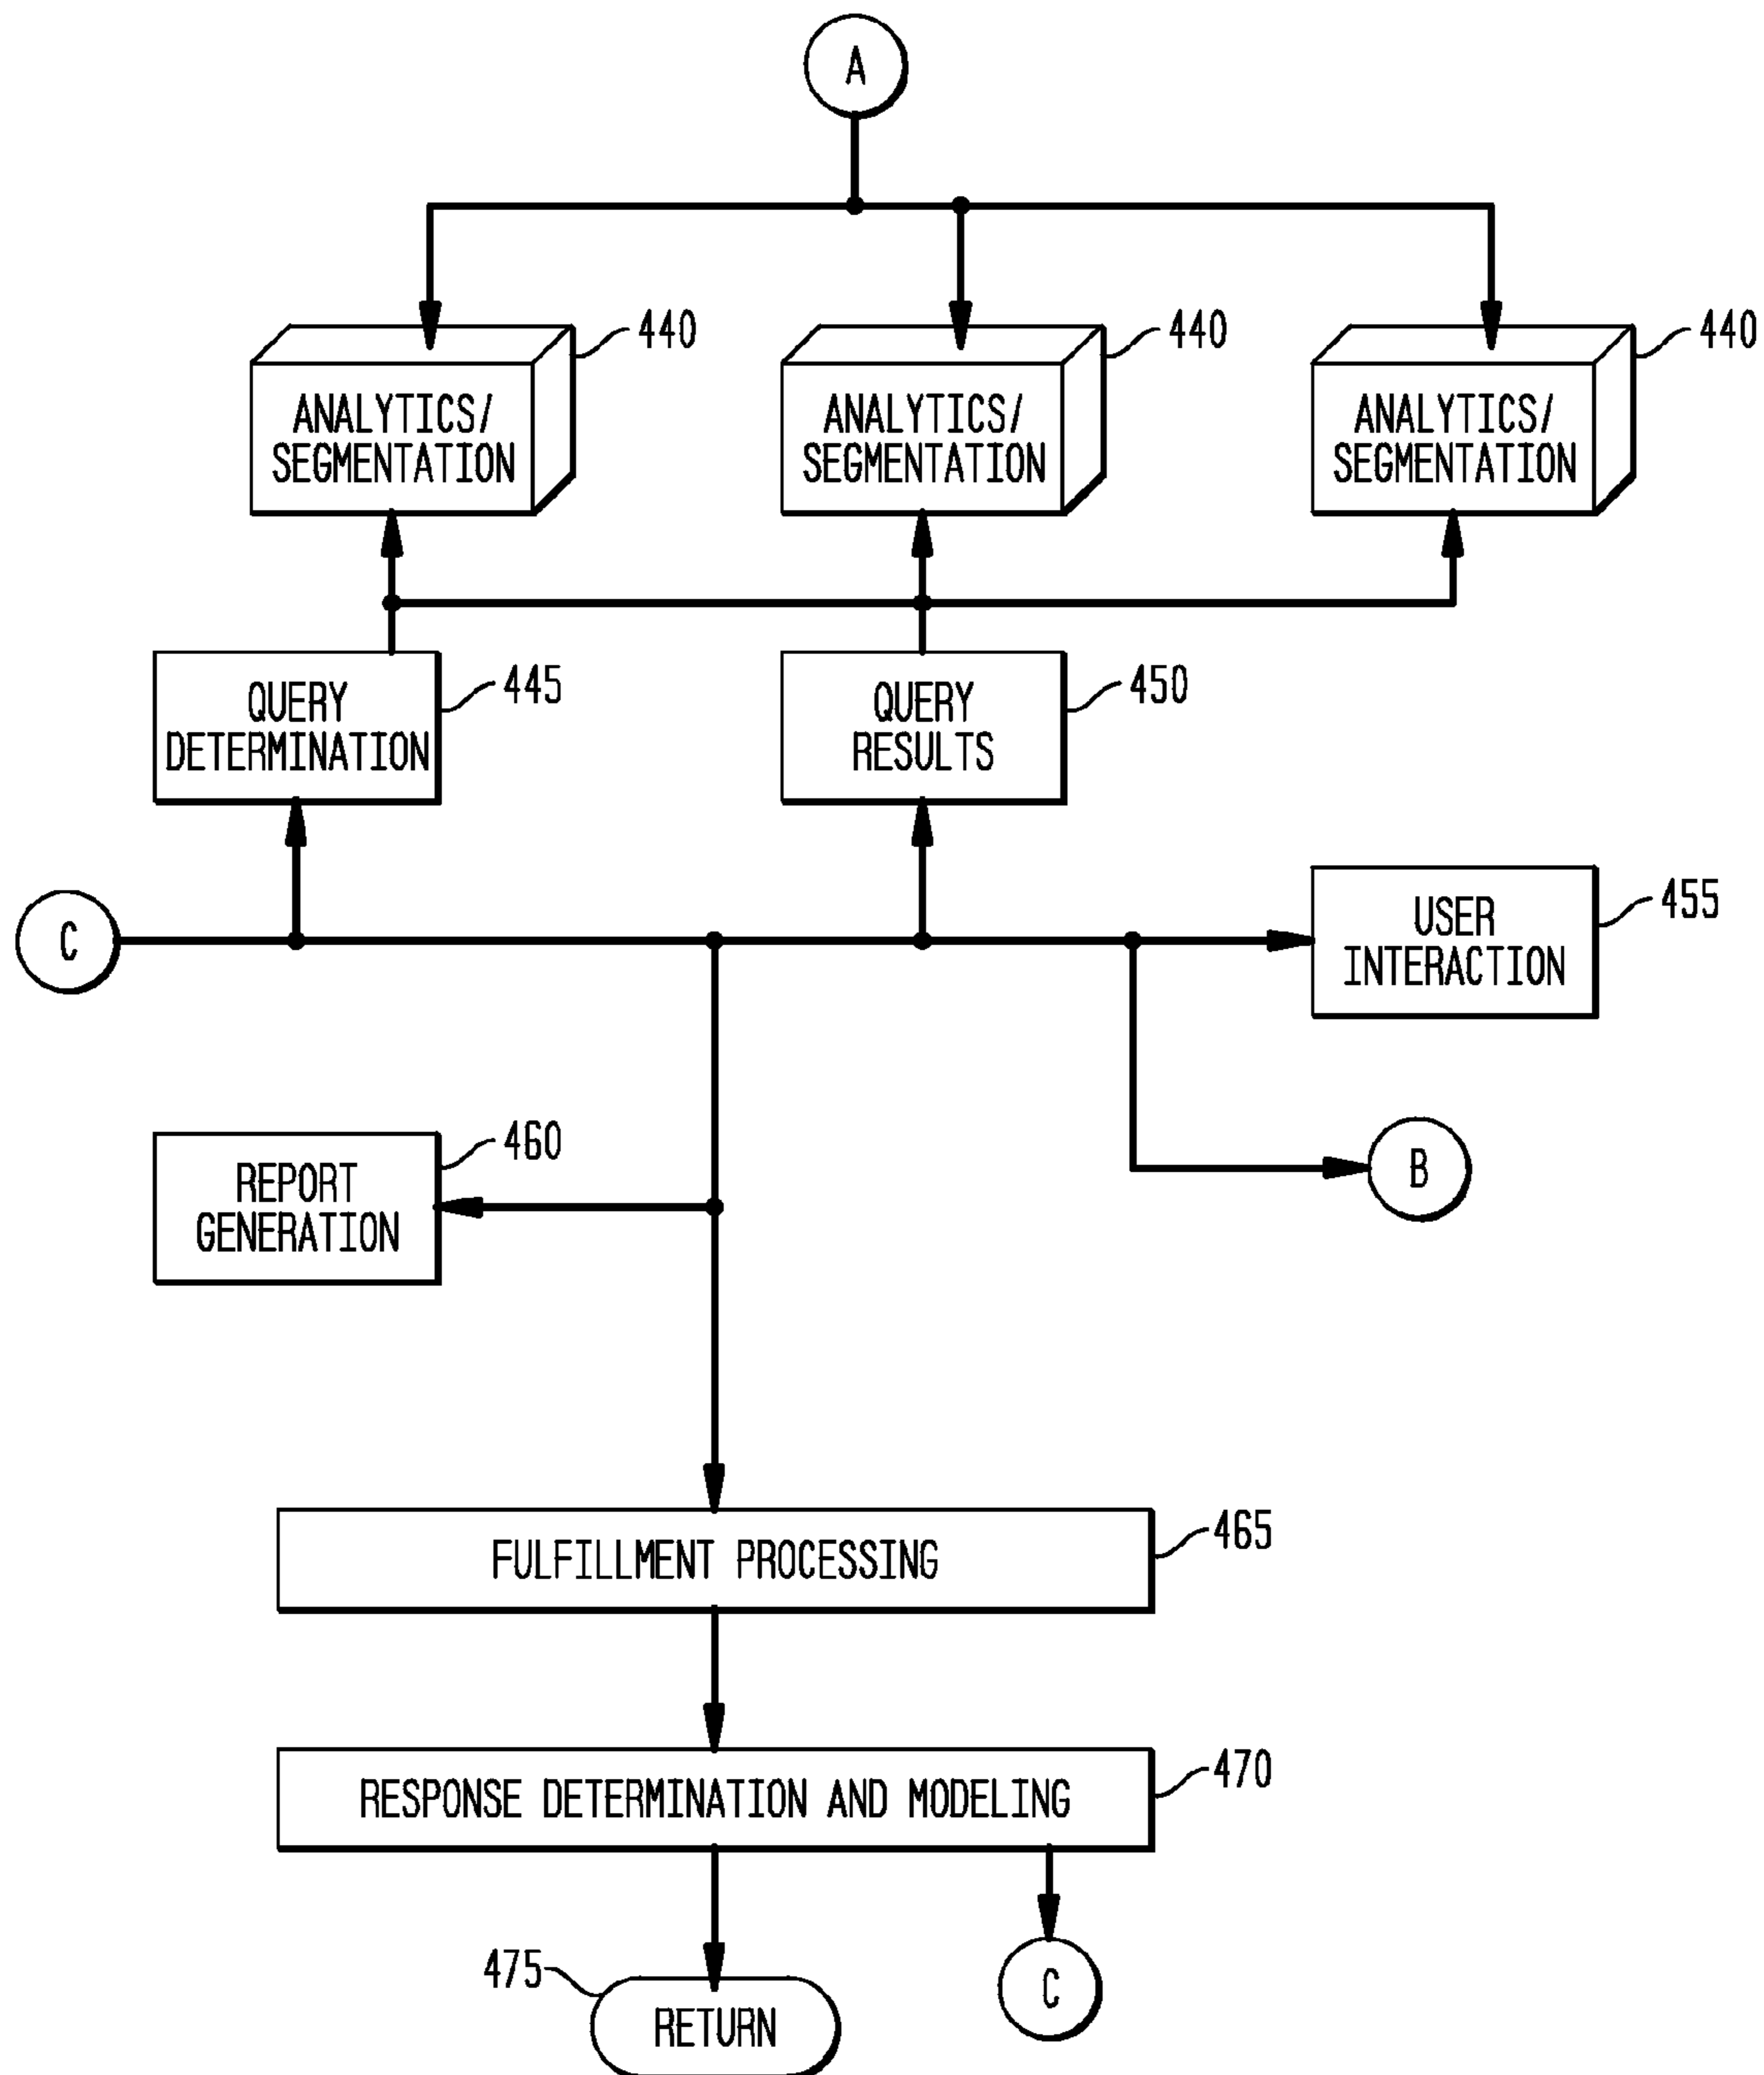 A
440
440
440
ANALYTICS/
SEGMENTATION
ANALYTICS/
SEGMENTATION
ANALYTICS/
SEGMENTATION
445
QUERY
DETERMINATION
450
QUERY
RESULTS
C
455
USER
INTERACTION
460
REPORT
GENERATION
B
465
FULFILLMENT PROCESSING
470
RESPONSE DETERMINATION AND MODELING
475
RETURN
C